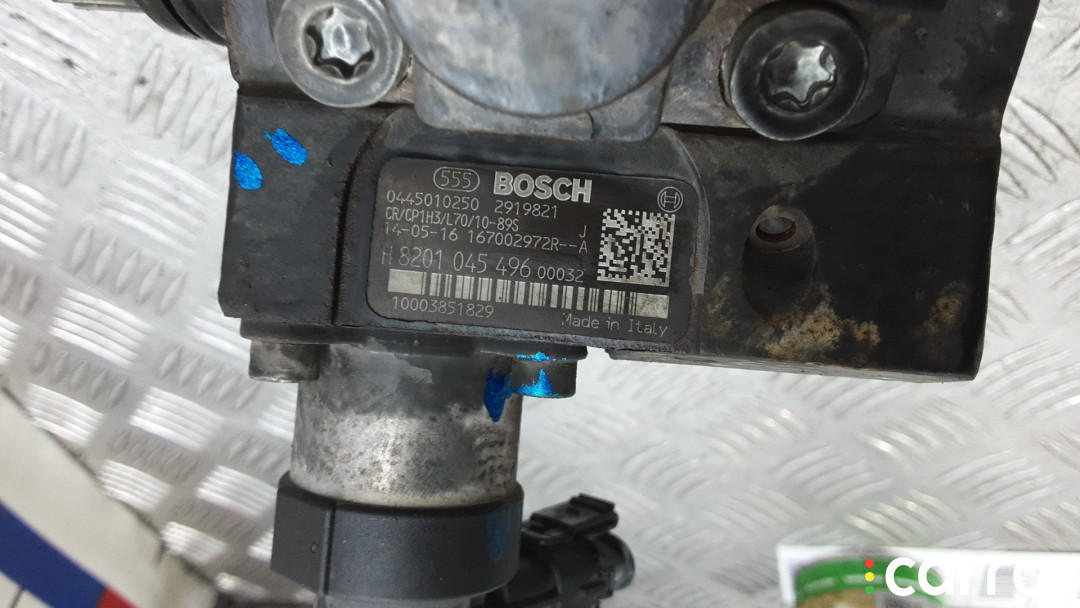 555 BOSCH
0445010250 2919821
CR/CP1H3/L70/10-89S J
14-05-16 167002972R--A
H 8201 045 496 00032
10003851829 Made in Italy